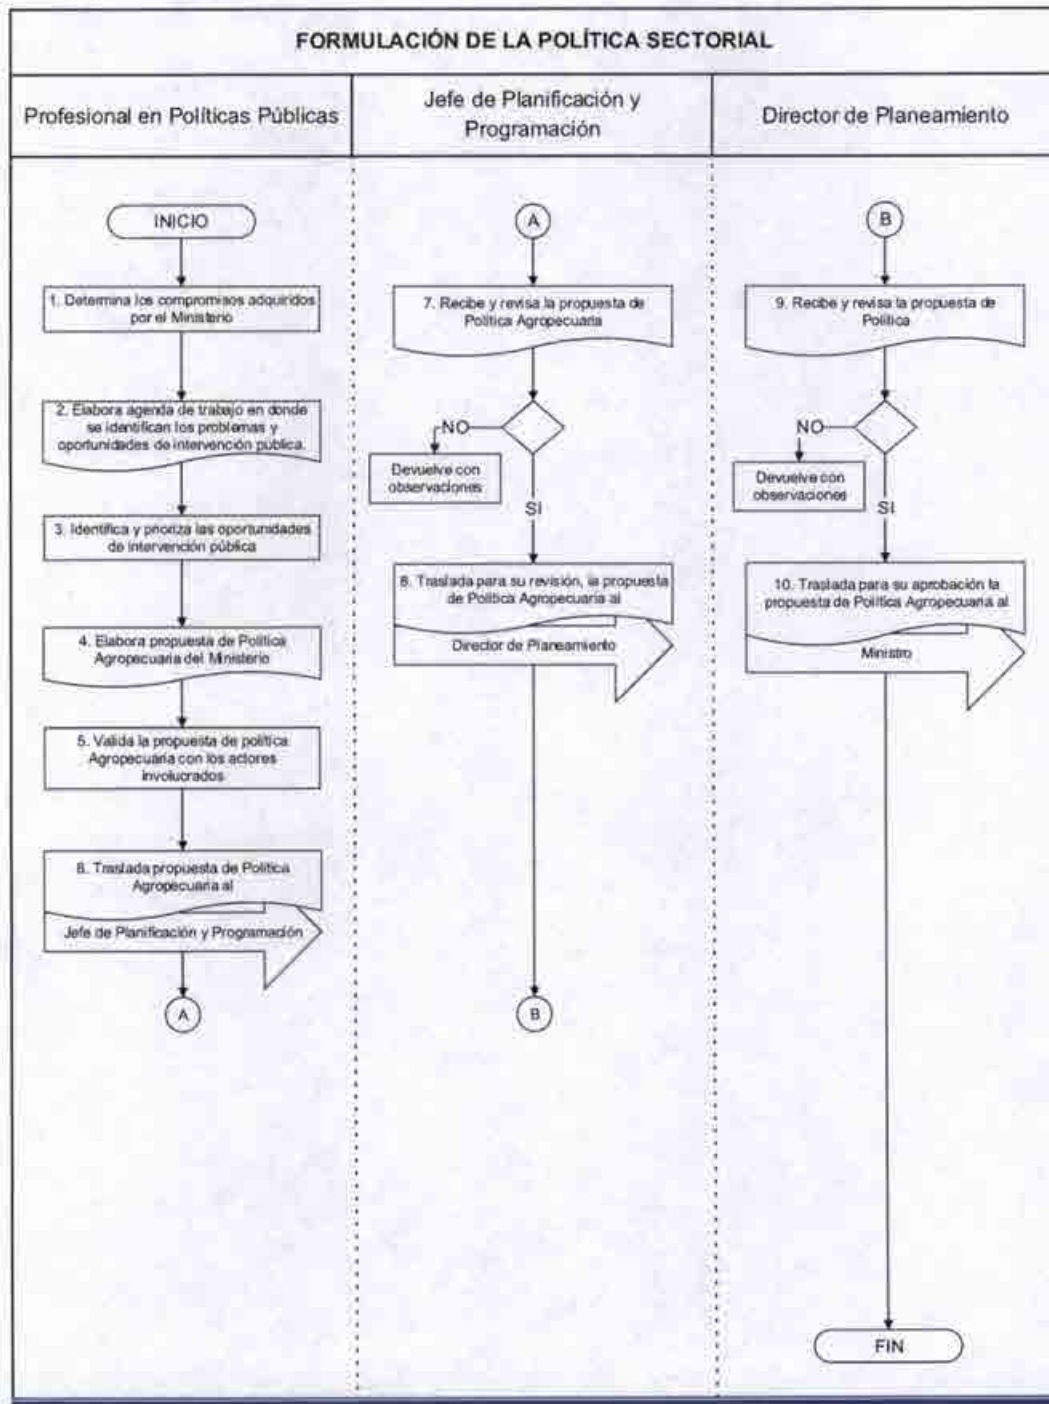 FORMULACIÓN DE LA POLÍTICA SECTORIAL
Profesional en Políticas Públicas
Jefe de Planificación y
Programación
Director de Planeamiento
INICIO
1. Determina los compromisos adquiridos
por el Ministerio
2. Elabora agenda de trabajo en donde
se identifican los problemas y
oportunidades de intervención pública.
3. Identifica y prioriza las oportunidades
de intervención pública
4. Elabora propuesta de Política
Agropecuaria del Ministerio
5. Valida la propuesta de política
Agropecuaria con los actores
involucrados
6. Traslada propuesta de Política
Agropecuaria al
Jefe de Planificación y Programación
A
A
7. Recibe y revisa la propuesta de
Política Agropecuaria
NO
Devuelve con
observaciones
SI
8. Traslada para su revisión, la propuesta
de Política Agropecuaria al
Director de Planeamiento
B
B
9. Recibe y revisa la propuesta de
Política
NO
Devuelve con
observaciones
SI
10. Traslada para su aprobación la
propuesta de Política Agropecuaria al
Ministro
FIN